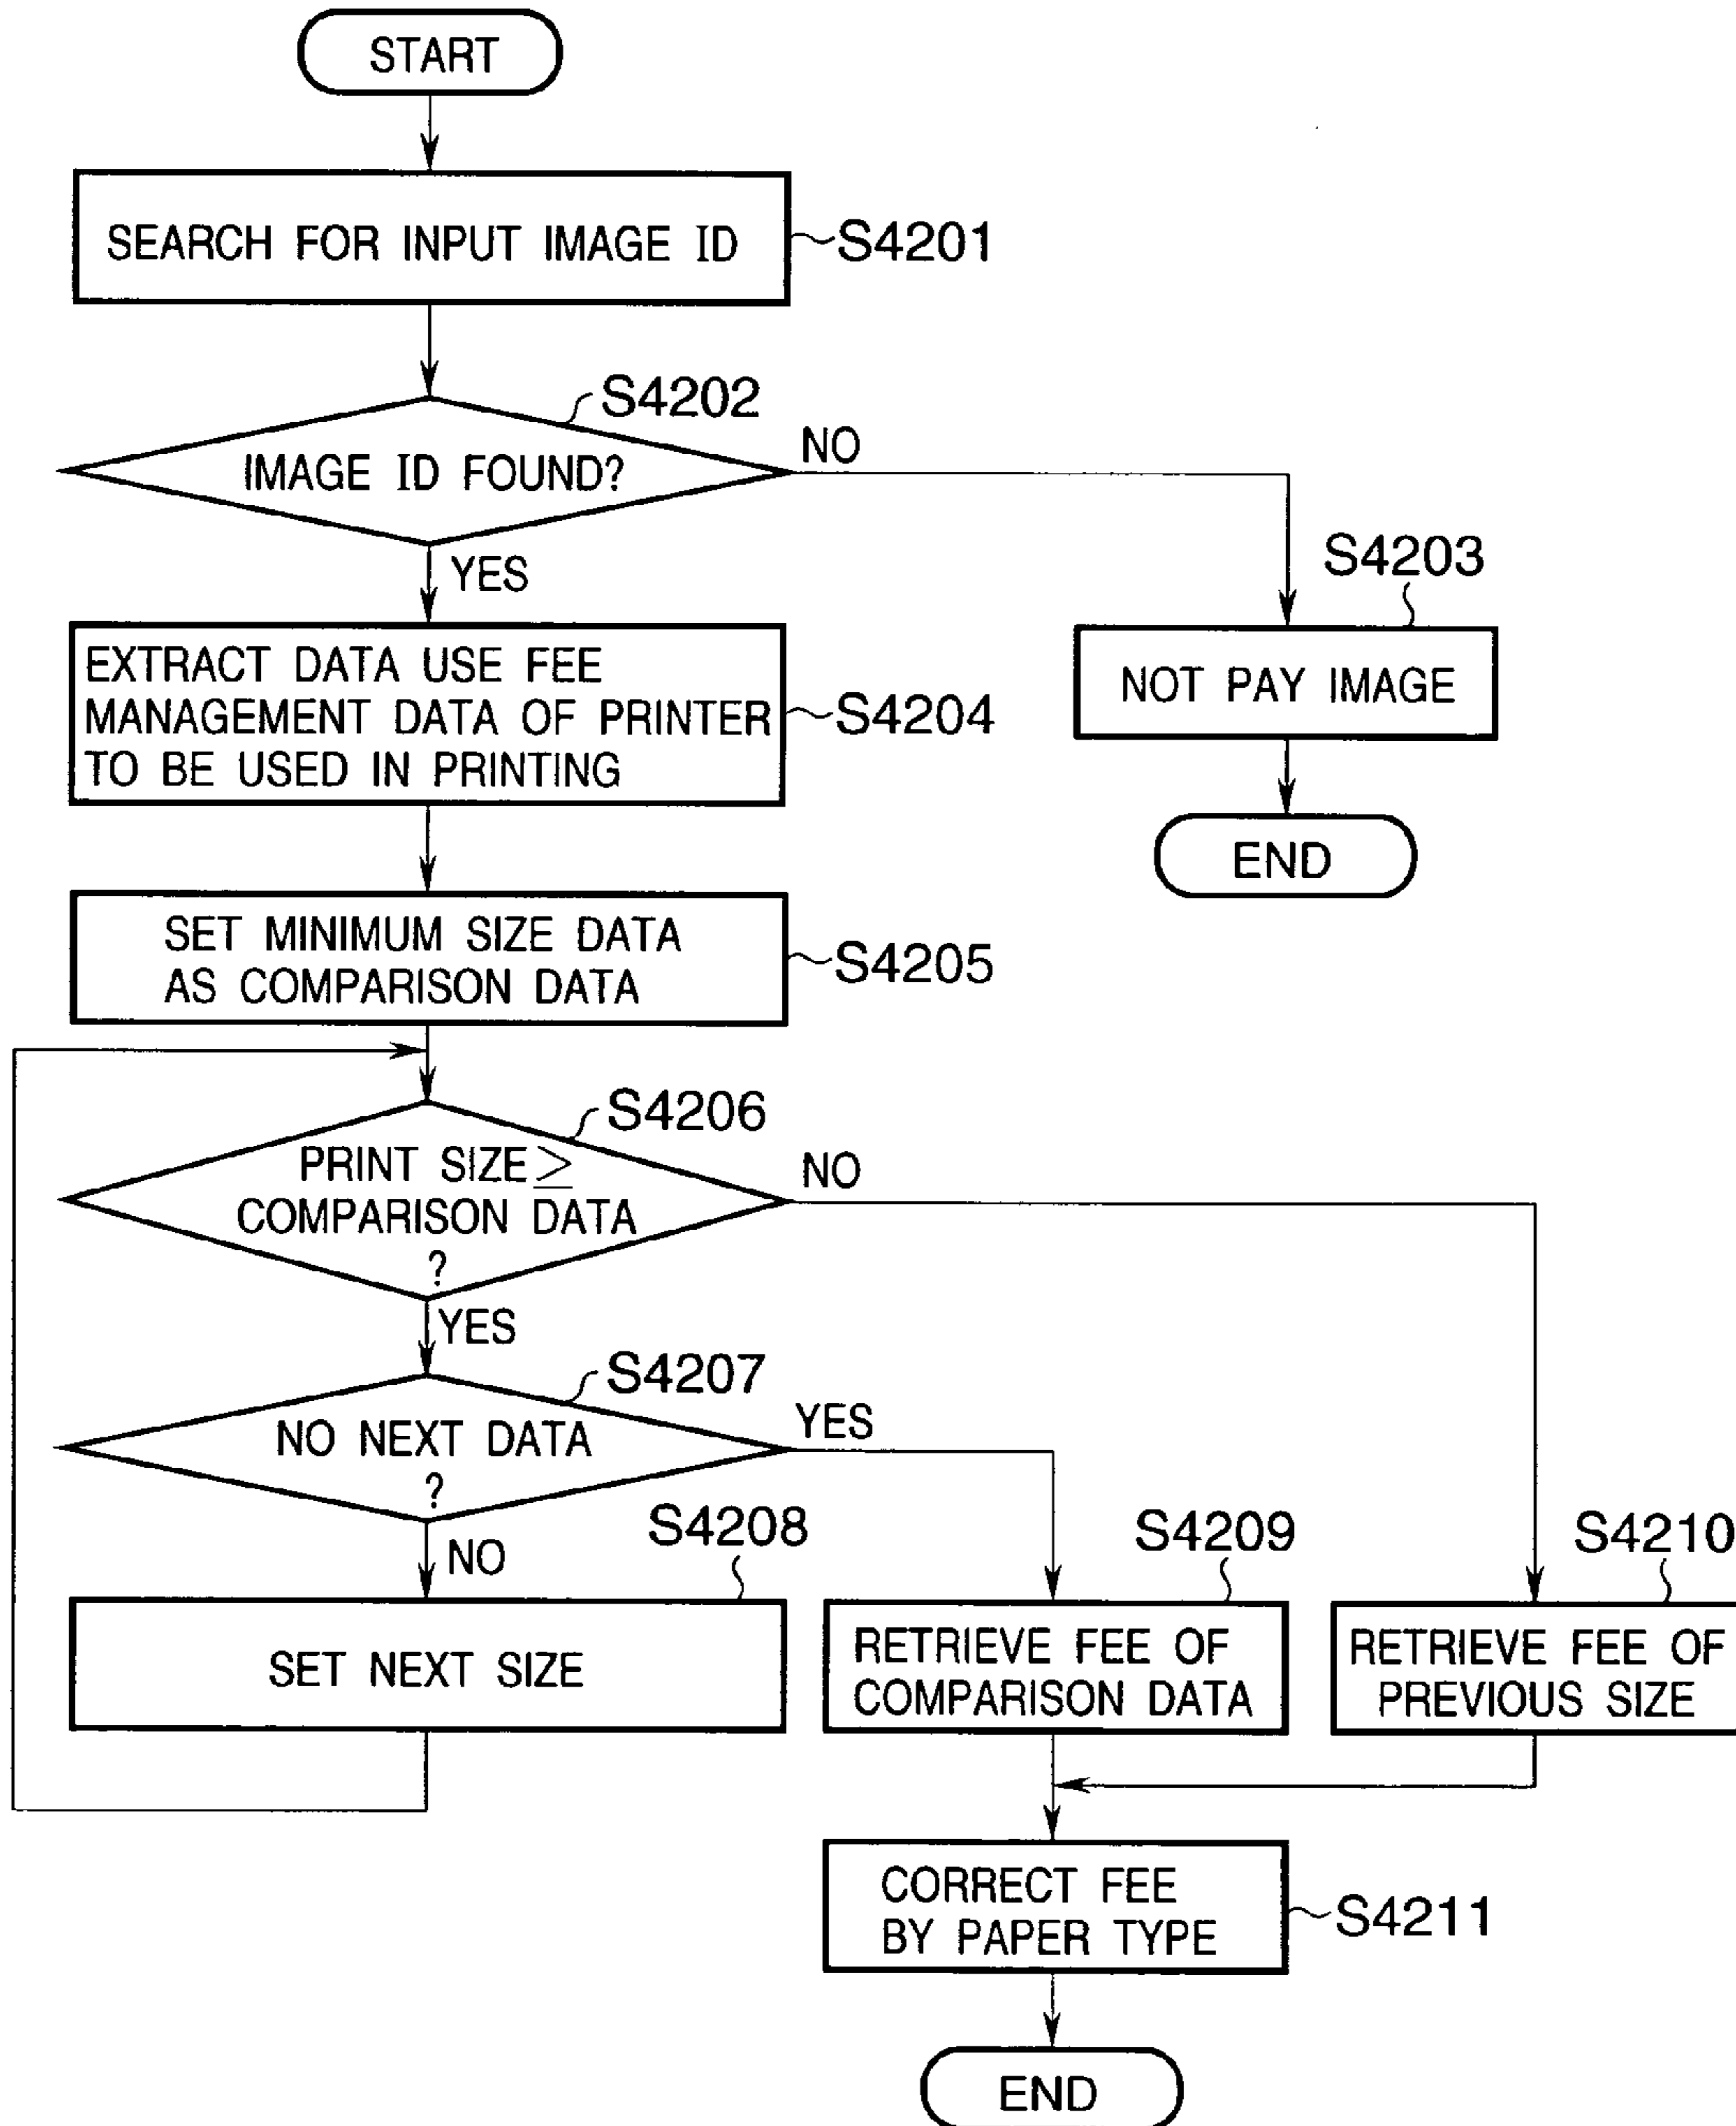 START
SEARCH FOR INPUT IMAGE ID
S4201
S4202
IMAGE ID FOUND?
NO
YES
S4203
NOT PAY IMAGE
END
EXTRACT DATA USE FEE
MANAGEMENT DATA OF PRINTER
TO BE USED IN PRINTING
S4204
SET MINIMUM SIZE DATA
AS COMPARISON DATA
S4205
S4206
PRINT SIZE ≥
COMPARISON DATA
?
NO
YES
S4207
NO NEXT DATA
?
YES
NO
S4208
SET NEXT SIZE
S4209
RETRIEVE FEE OF
COMPARISON DATA
S4210
RETRIEVE FEE OF
PREVIOUS SIZE
CORRECT FEE
BY PAPER TYPE
S4211
END